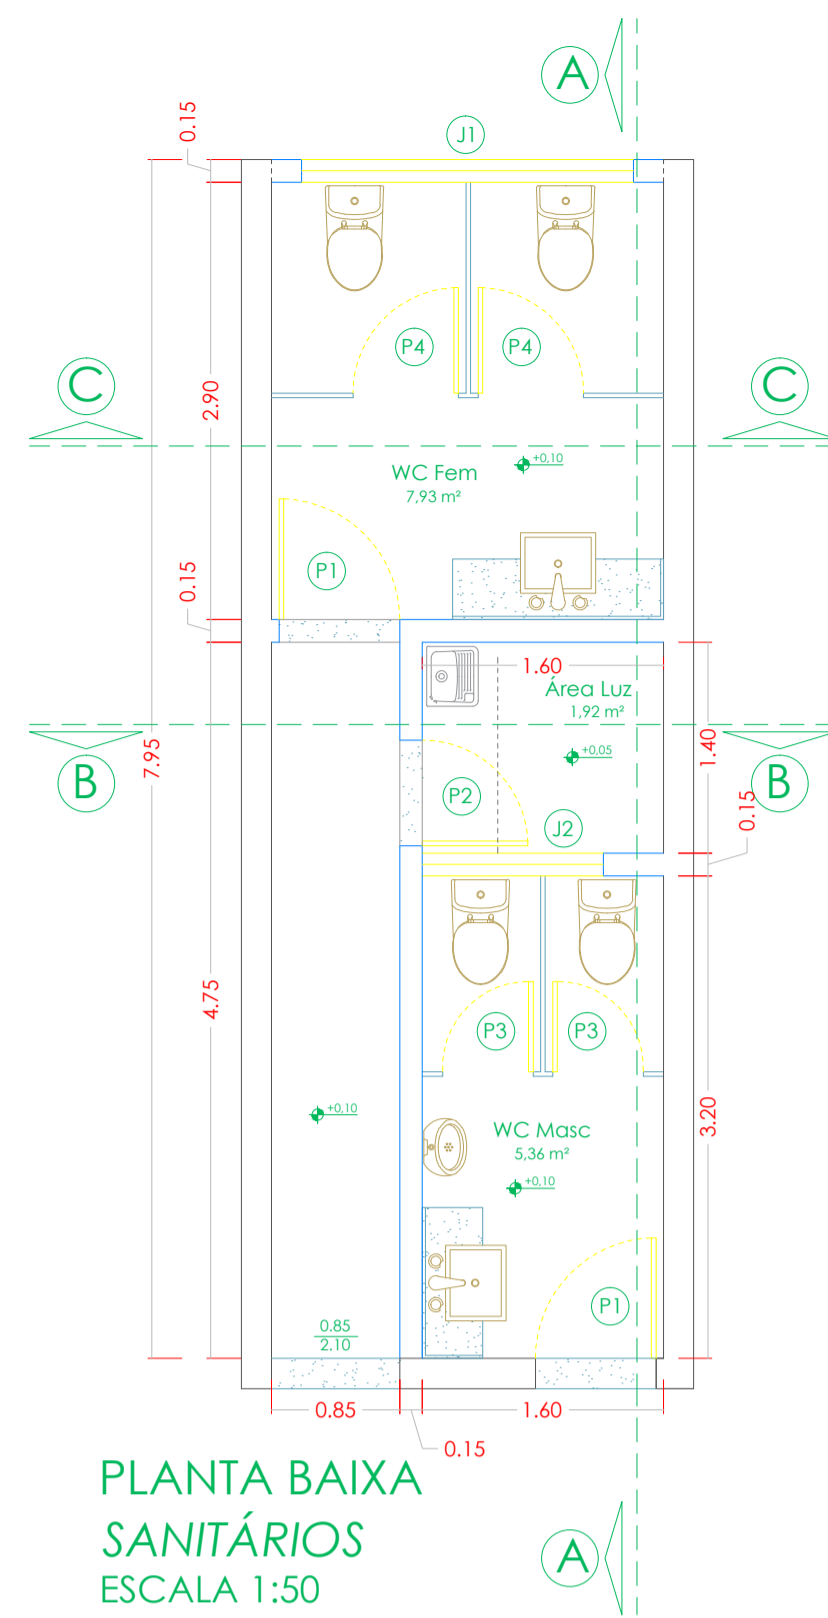 A
0.15
J1
P4
P4
C
C
2.90
WC Fem
+0,10
7,93 m²
P1
0.15
1.60
Área Luz
1,92 m²
7.95
+0,05
1.40
B
B
P2
0.15
J2
4.75
P3
P3
+0,10
WC Masc
5,36 m²
3.20
+0,10
P1
0.85
2.10
0.85
1.60
0.15
PLANTA BAIXA
SANITÁRIOS
A
ESCALA 1:50